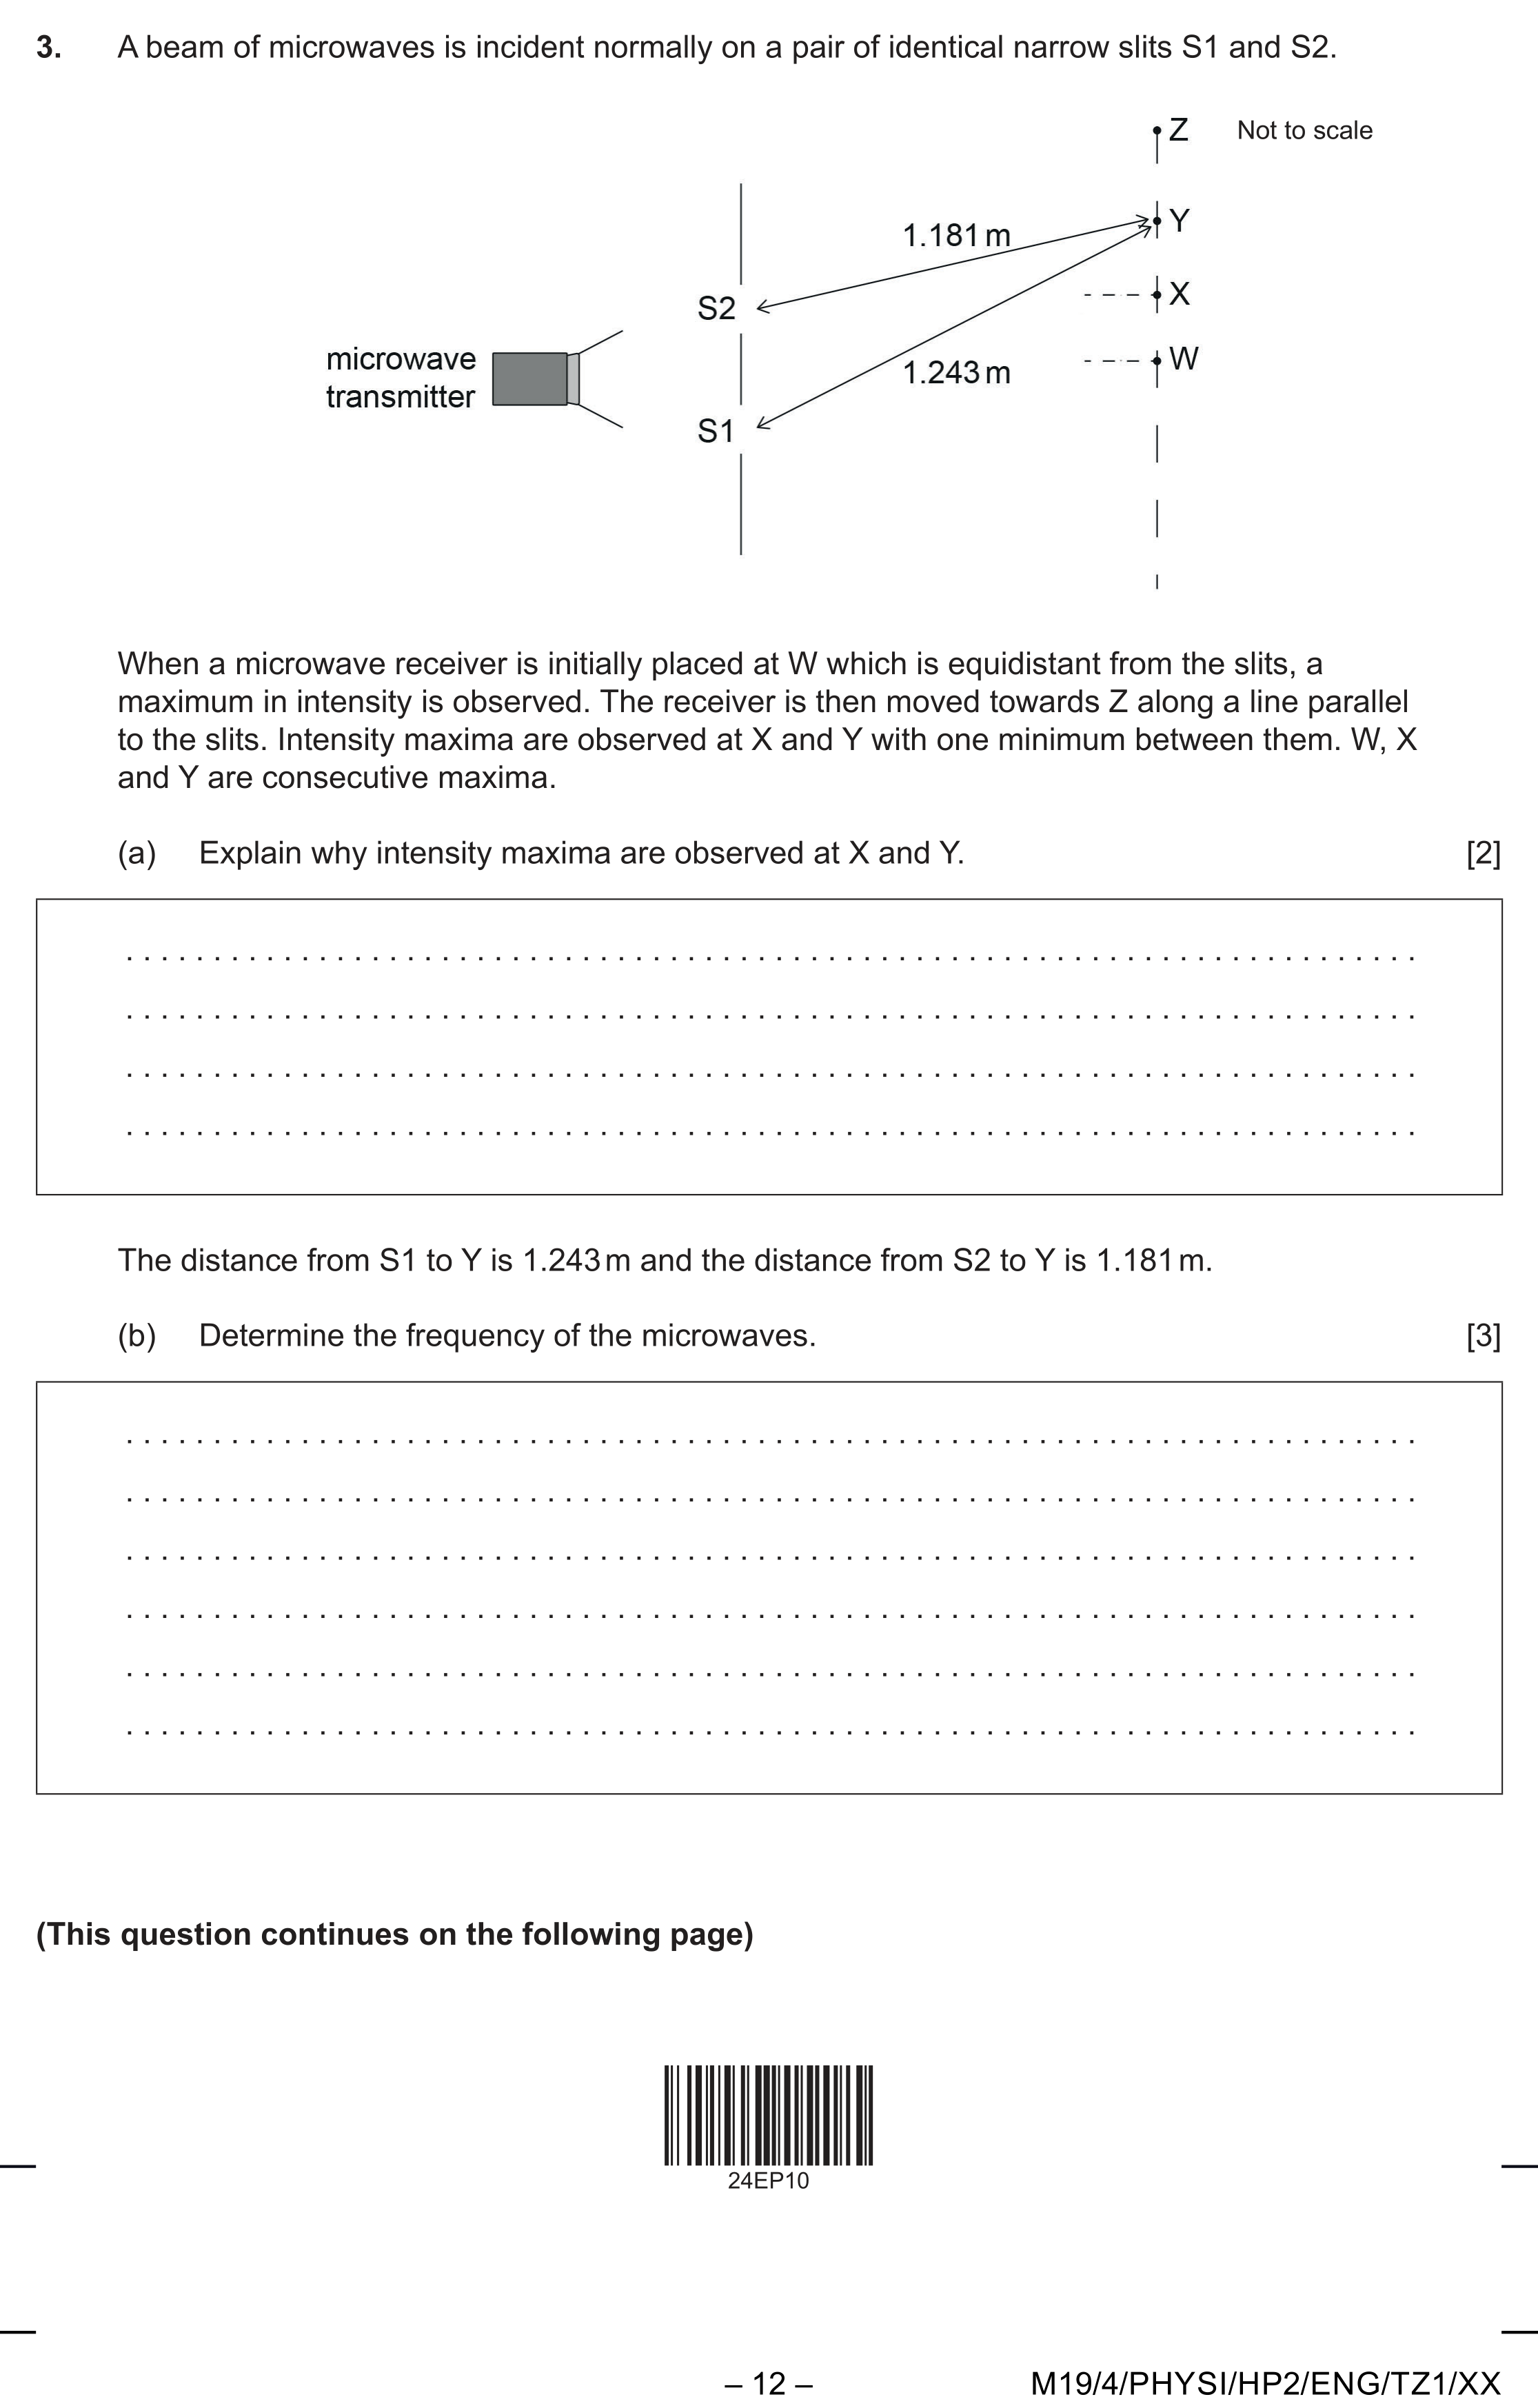 3. A beam of microwaves is incident normally on a pair of identical narrow slits S1 and S2.
Z Not to scale
Y
1.181 m
X
S2
microwave
transmitter
W
1.243 m
S1
When a microwave receiver is initially placed at W which is equidistant from the slits, a
maximum in intensity is observed. The receiver is then moved towards Z along a line parallel
to the slits. Intensity maxima are observed at X and Y with one minimum between them. W, X
and Y are consecutive maxima.
(a) Explain why intensity maxima are observed at X and Y. [2]
The distance from S1 to Y is 1.243 m and the distance from S2 to Y is 1.181 m.
(b) Determine the frequency of the microwaves. [3]
(This question continues on the following page)
24EP10
– 12 – M19/4/PHYSI/HP2/ENG/TZ1/XX